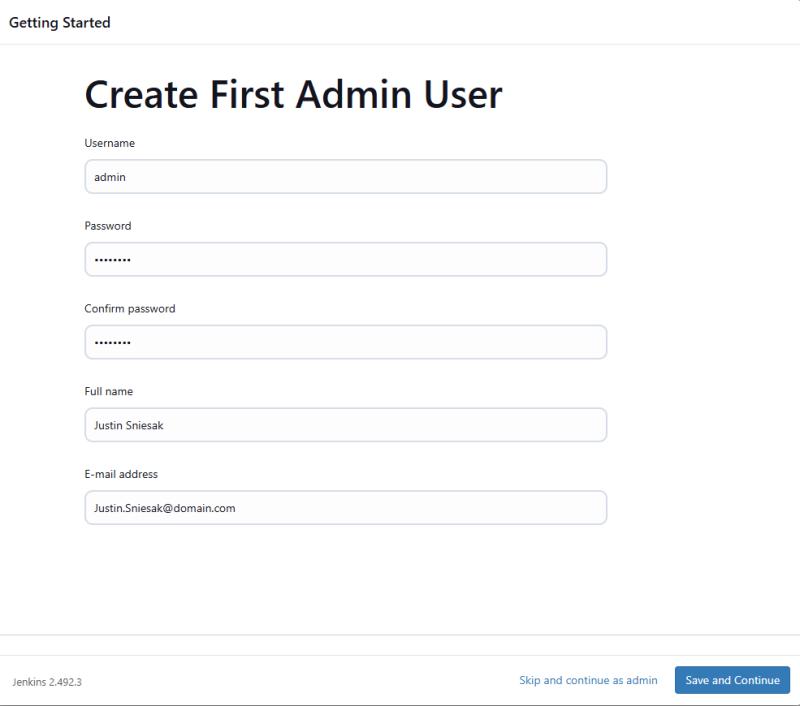 Getting Started
Create First Admin User
Username
admin
Password
••••••••
Confirm password
••••••••
Full name
Justin Sniesak
E-mail address
Justin.Sniesak@domain.com
Jenkins 2.492.3
Skip and continue as admin
Save and Continue